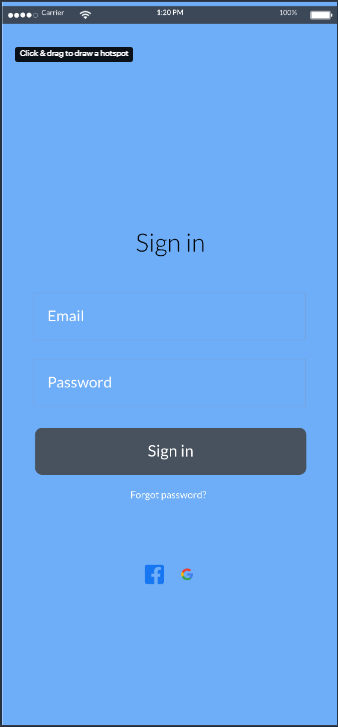 Carrier 1:20 PM 100%
Click & drag to draw a hotspot
Sign in
Email
Password
Sign in
Forgot password?